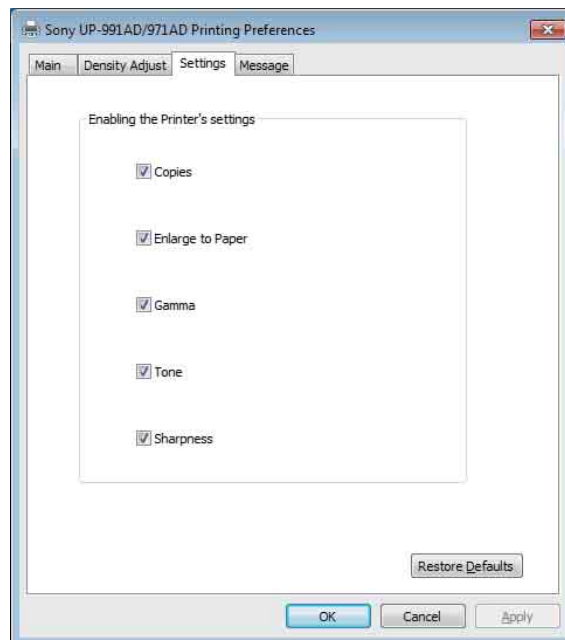 Sony UP-991AD/971AD Printing Preferences
Main Density Adjust Settings Message
Enabling the Printer's settings
Copies
Enlarge to Paper
Gamma
Tone
Sharpness
Restore Defaults
OK Cancel Apply